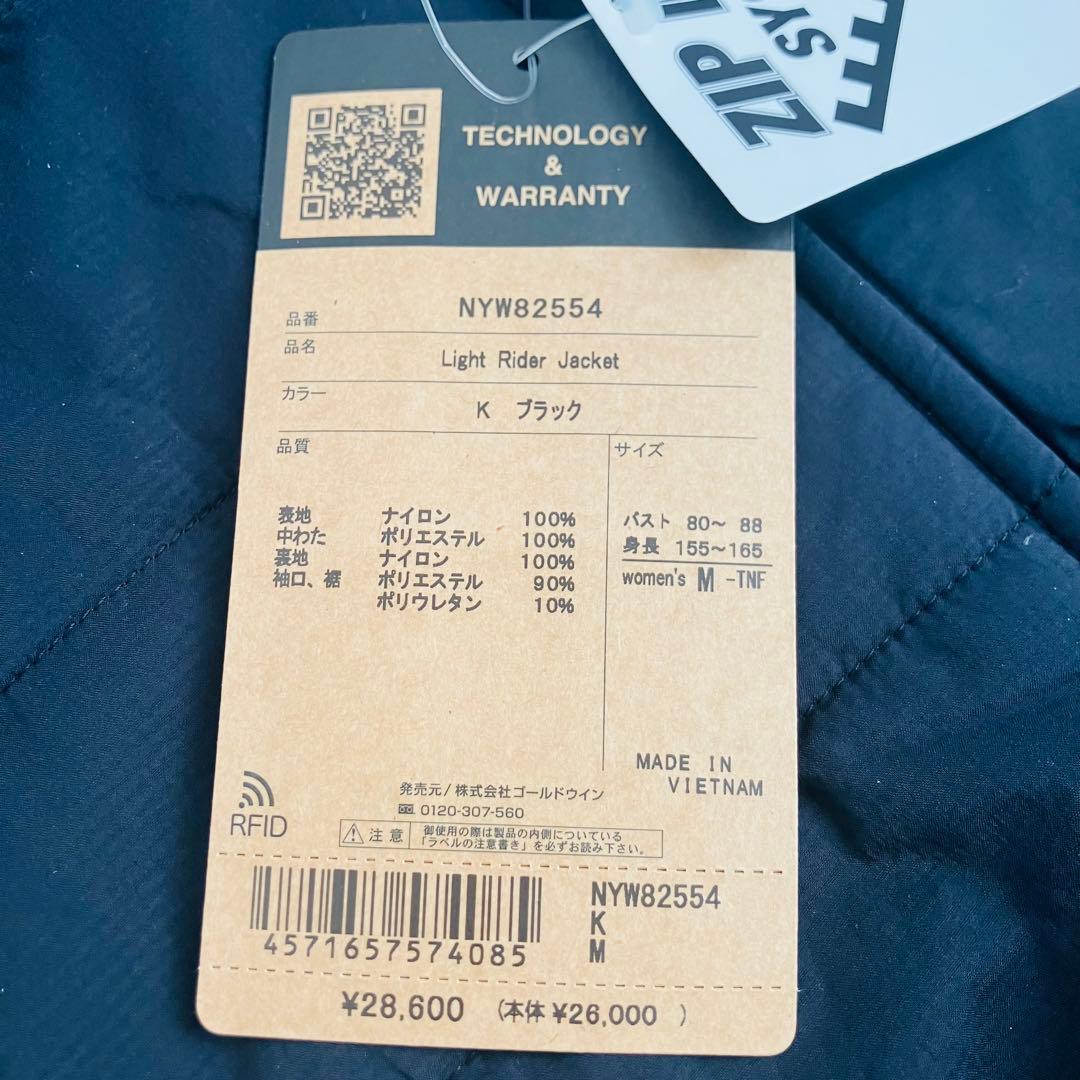 ZIP
SY
TECHNOLOGY
&
WARRANTY
品番 NYW82554
品名 Light Rider Jacket
カラー K ブラック
品質
表地 ナイロン 100%
中わた ポリエステル 100%
裏地 ナイロン 100%
袖口、裾 ポリエステル 90%
ポリウレタン 10%
サイズ
バスト 80～ 88
身長 155～165
women's M -TNF
MADE IN
VIETNAM
発売元/株式会社ゴールドウイン
0120-307-560
RFID
注意
御使用の際は製品の内側についている
「ラベルの注意書き」を必ずお読み下さい。
4571657574085
NYW82554
K
M
¥28,600 (本体 ¥26,000 )